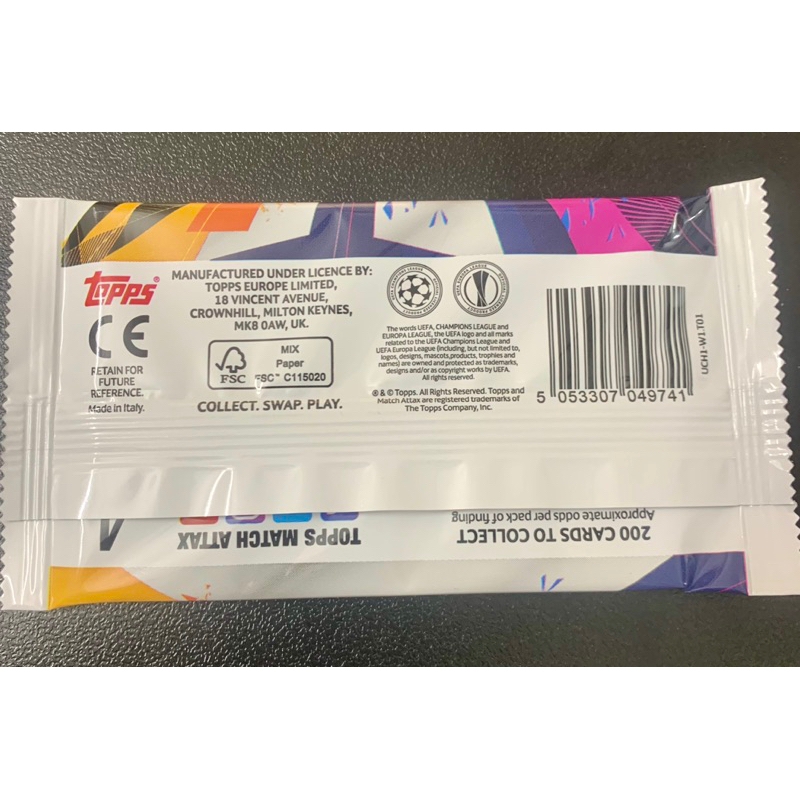 TOPPS®
CE
RETAIN FOR
FUTURE
REFERENCE.
Made in Italy.
MANUFACTURED UNDER LICENCE BY:
TOPPS EUROPE LIMITED,
18 VINCENT AVENUE,
CROWNHILL, MILTON KEYNES,
MK8 0AW, UK.
FSC
MIX
Paper
FSC™ C115020
COLLECT. SWAP. PLAY.
The words UEFA, CHAMPIONS LEAGUE and
EUROPA LEAGUE, the UEFA logo and all marks
related to the UEFA Champions League and
UEFA Europa League (including, but not limited to,
logos, designs, mascots, products, trophies and
names) are owned and protected as trademarks,
designs and/or as copyright works by UEFA.
All rights reserved.
® & © Topps. All Rights Reserved. Topps and
Match Attax are registered trademarks of
The Topps Company, Inc.
5 053307 049741
UCH1-W1.T01
200 CARDS TO COLLECT
Approximate odds per pack of finding
TOPPS MATCH ATTAX